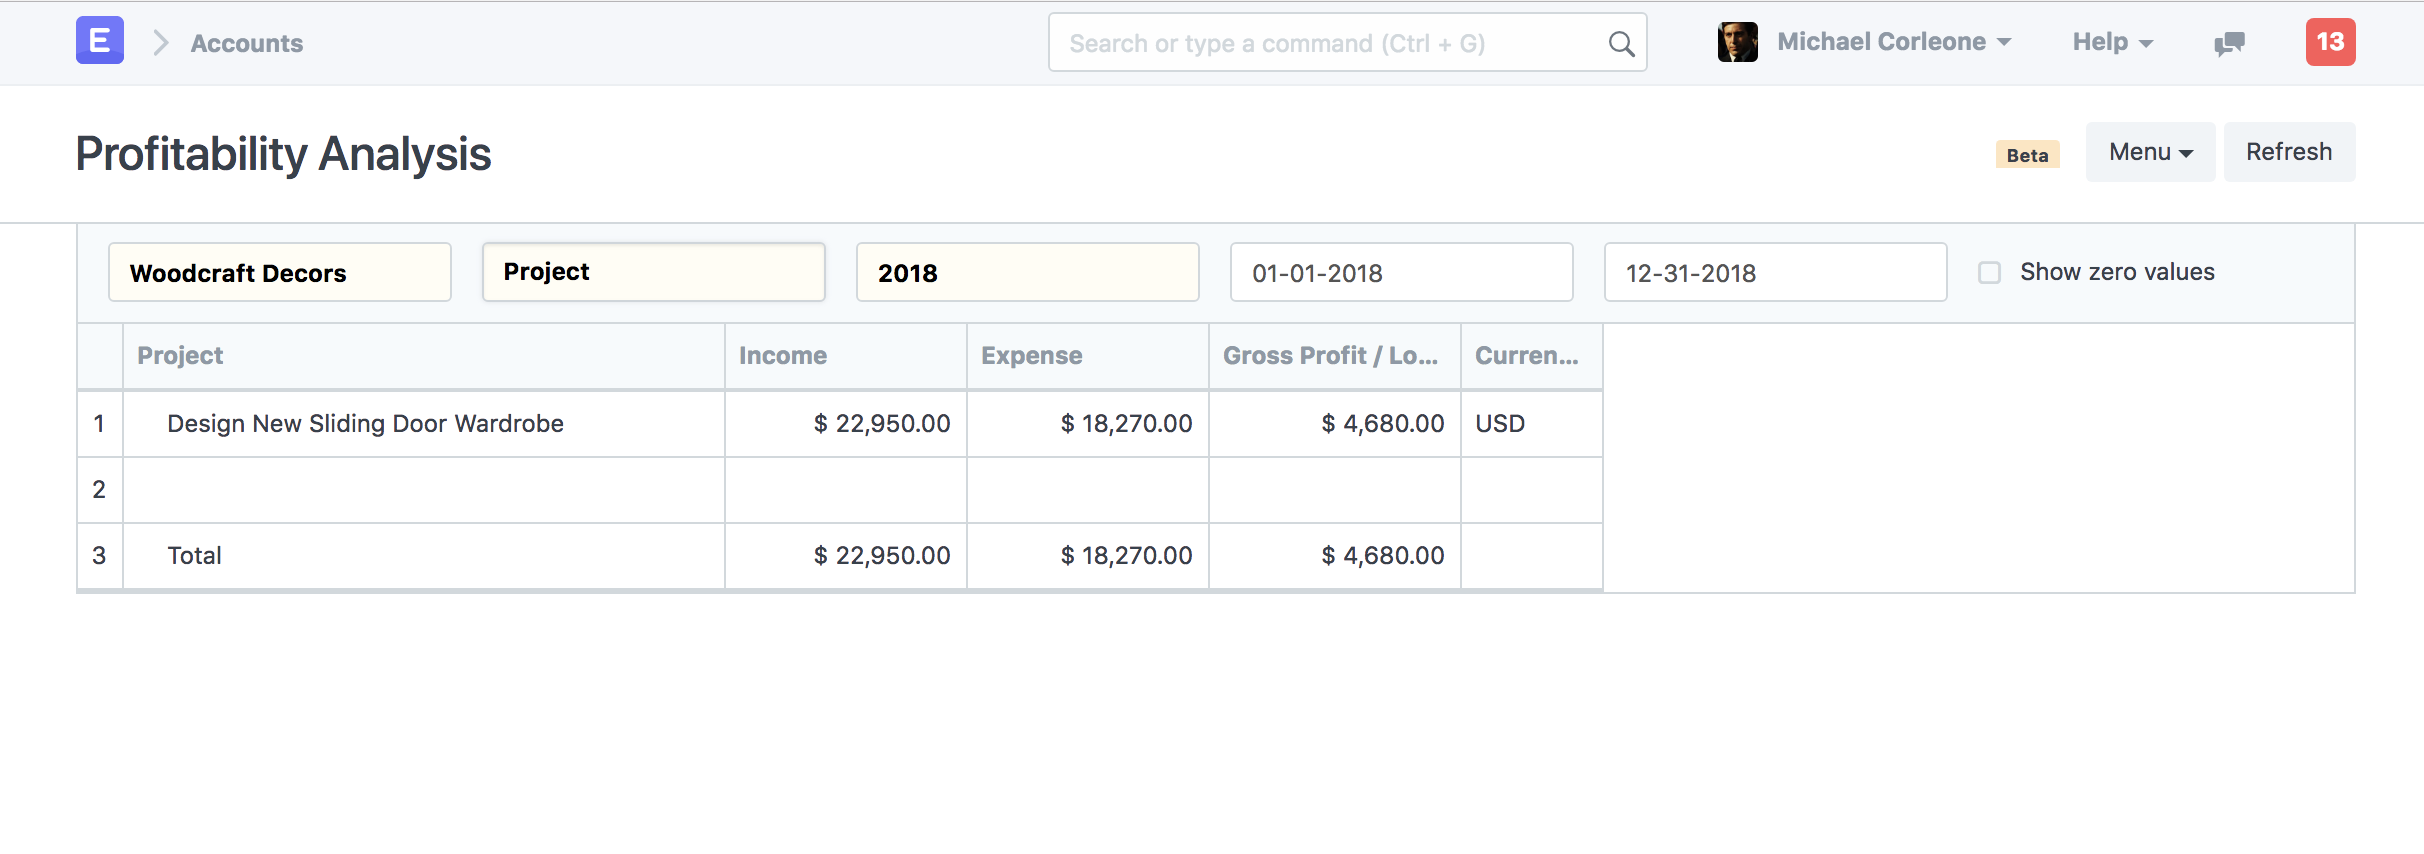 E Accounts Search or type a command (Ctrl + G) Michael Corleone Help 13
Profitability Analysis Beta Menu Refresh
Woodcraft Decors Project 2018 01-01-2018 12-31-2018 Show zero values
Project Income Expense Gross Profit / Lo... Curren...
1 Design New Sliding Door Wardrobe $ 22,950.00 $ 18,270.00 $ 4,680.00 USD
2
3 Total $ 22,950.00 $ 18,270.00 $ 4,680.00